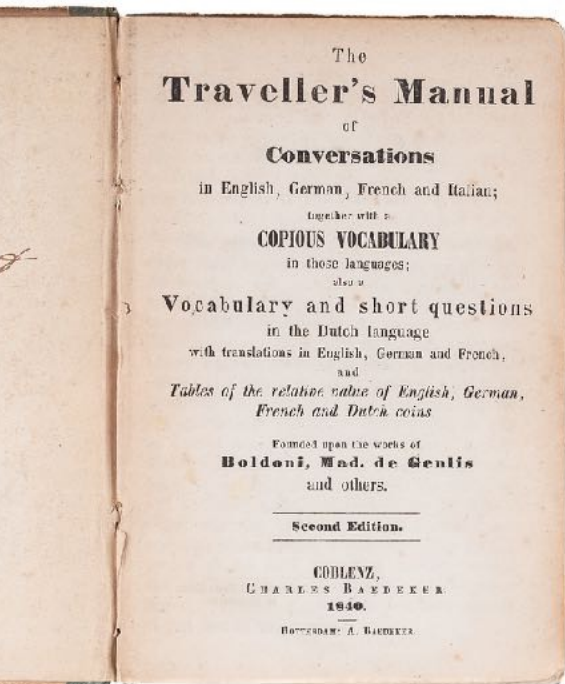 The
Traveller's Manual
of
Conversations
in English, German, French and Italian;
together with a
COPIOUS VOCABULARY
in those languages;
also a
Vocabulary and short questions
in the Dutch language
with translations in English, German and French,
and
Tables of the relative value of English, German,
French and Dutch coins
Founded upon the works of
Boldoni, Mad. de Genlis
and others.
Second Edition.
COBLENZ,
CHARLES BAEDEKER
1840.
ROTTERDAM: A. BAEDEKER.